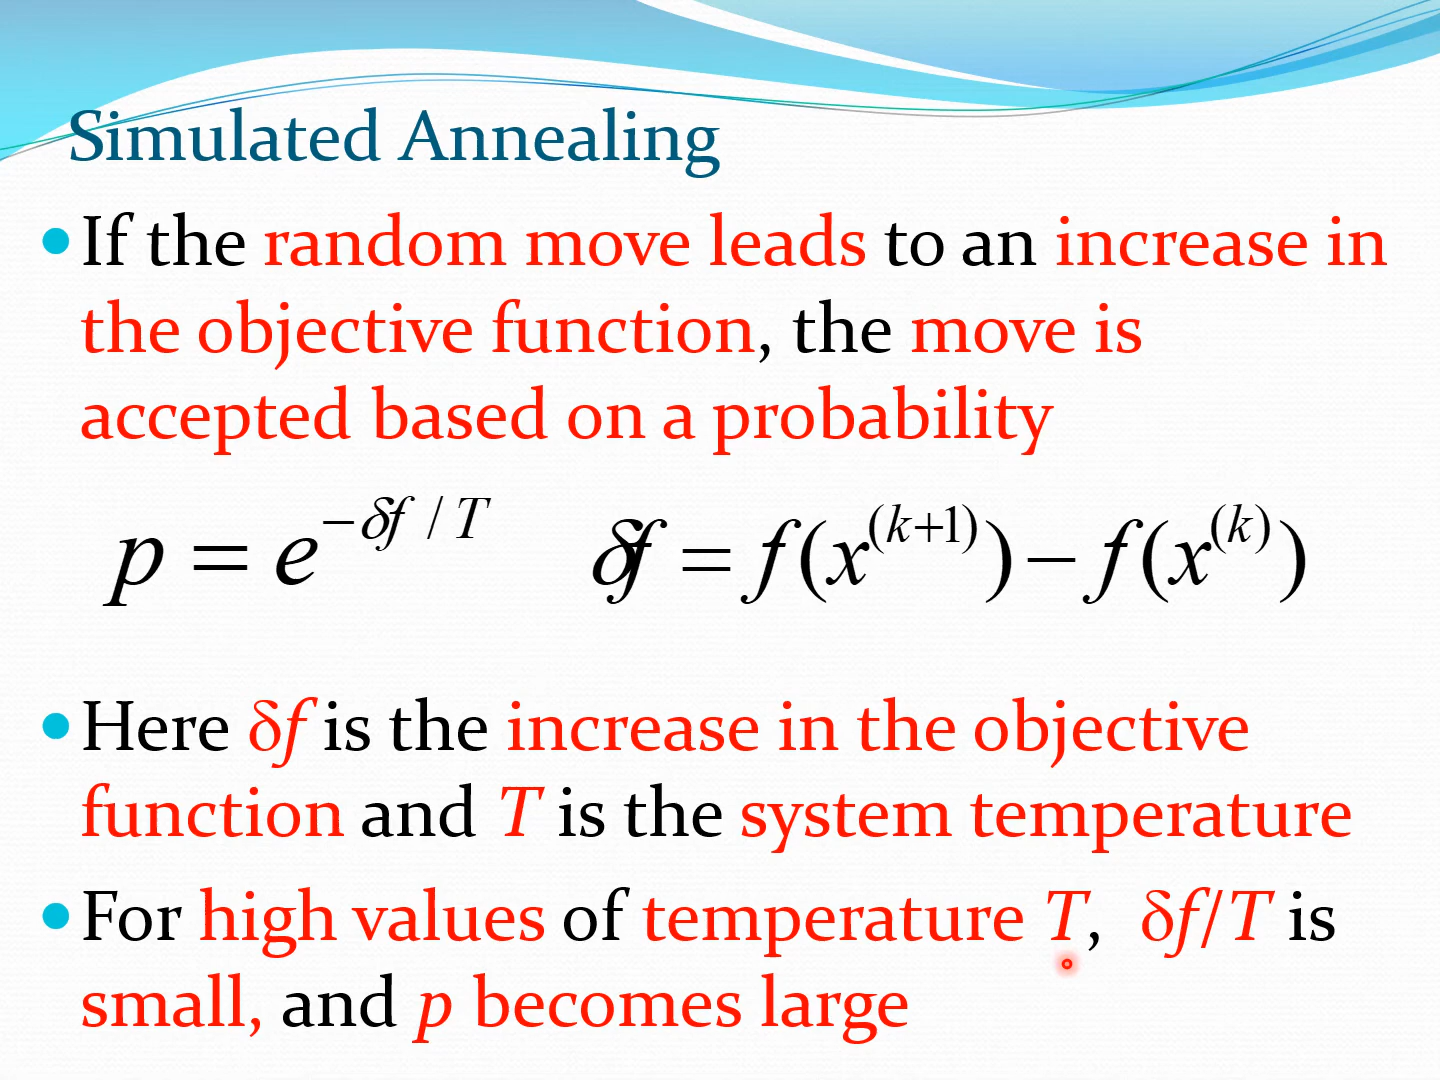 Simulated Annealing
• If the random move leads to an increase in
the objective function, the move is
accepted based on a probability
p = e^{−δf / T}    δf = f(x^{(k+1)}) − f(x^{(k)})
• Here δf is the increase in the objective
function and T is the system temperature
• For high values of temperature T, δf/T is
small, and p becomes large